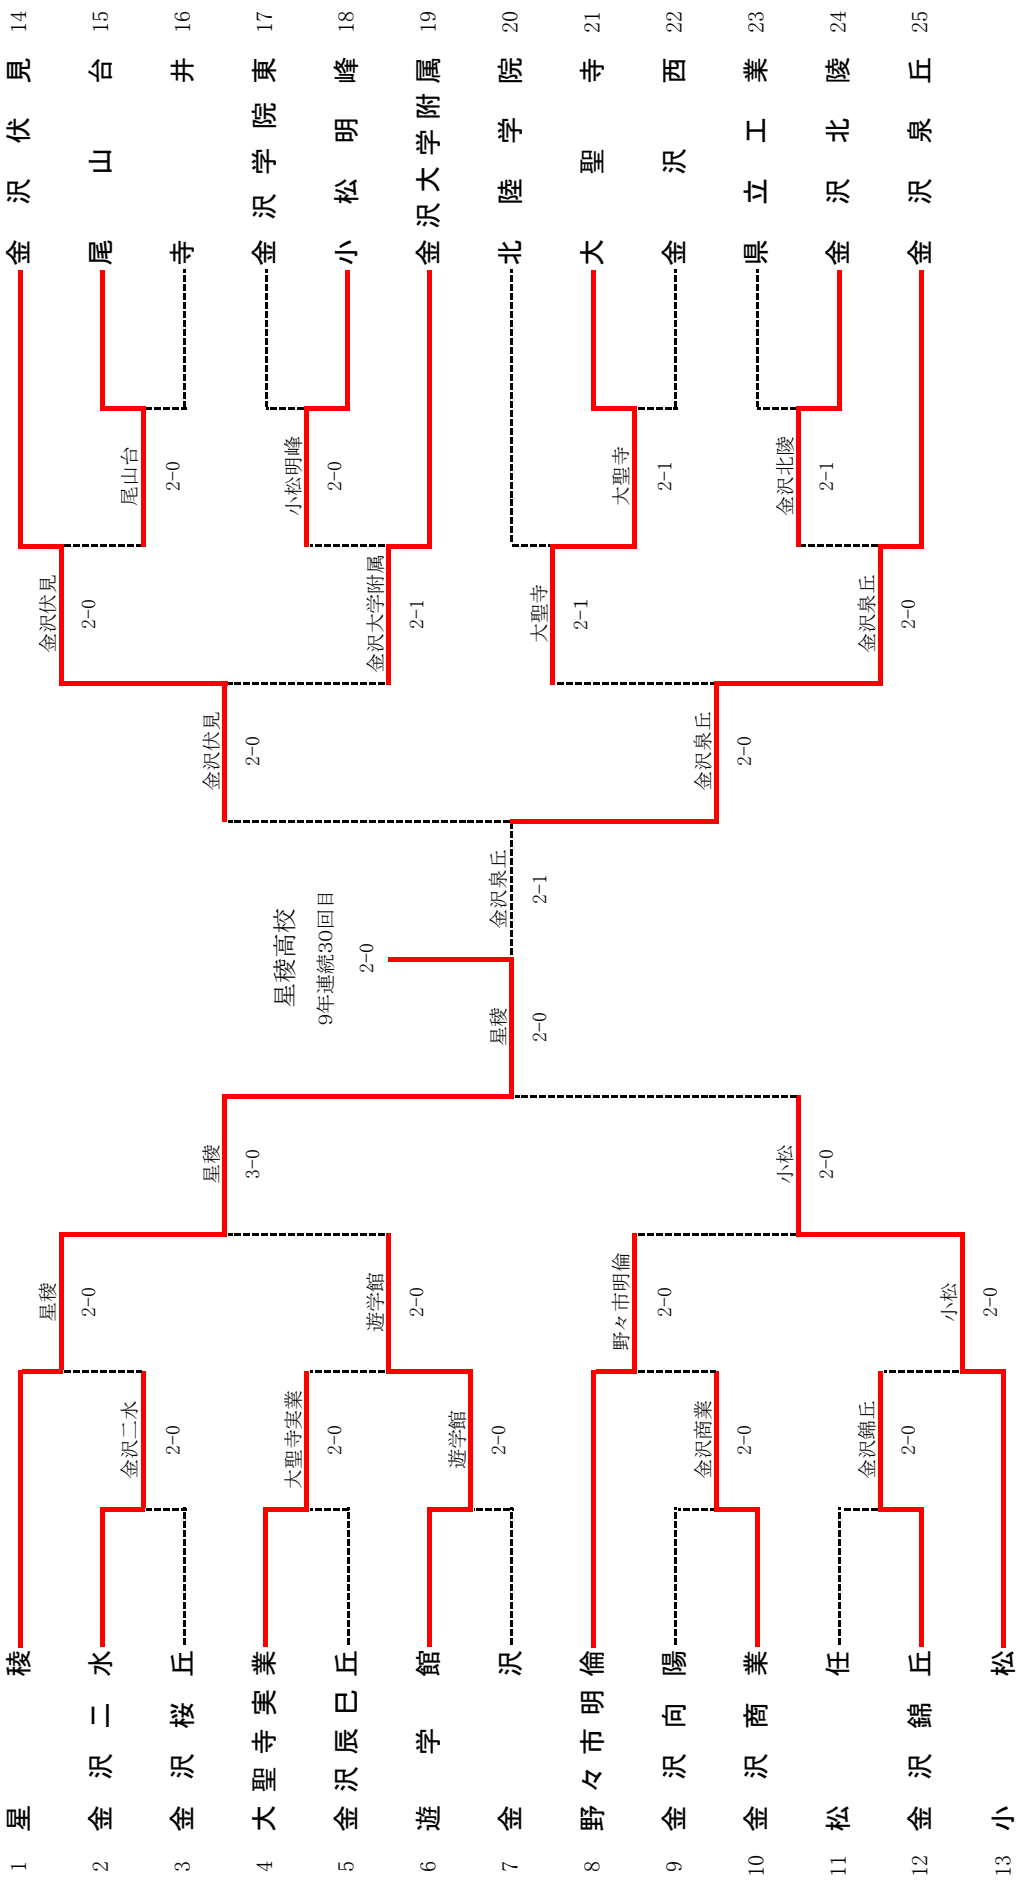 星稜高校
9年連続30回目
2-0
1 星稜
2 金沢二水
3 金沢桜丘
4 大聖寺実業
5 金沢辰巳丘
6 遊学館
7 金沢
8 野々市明倫
9 金沢向陽
10 金沢商業
11 松任
12 金沢錦丘
13 小松
金沢二水
2-0
大聖寺実業
2-0
遊学館
2-0
金沢商業
2-0
金沢錦丘
2-0
星稜
2-0
遊学館
2-0
野々市明倫
2-0
小松
2-0
星稜
3-0
小松
2-0
星稜
2-0
金沢泉丘
2-1
金沢伏見
2-0
金沢泉丘
2-0
金沢伏見
2-0
金沢大学附属
2-1
大聖寺
2-1
金沢泉丘
2-0
尾山台
2-0
小松明峰
2-0
大聖寺
2-1
金沢北陵
2-1
金沢伏見 14
尾山台 15
寺井 16
金沢学院東 17
小松明峰 18
金沢大学附属 19
北陸学院 20
大聖寺 21
金沢西 22
県立工業 23
金沢北陵 24
金沢泉丘 25